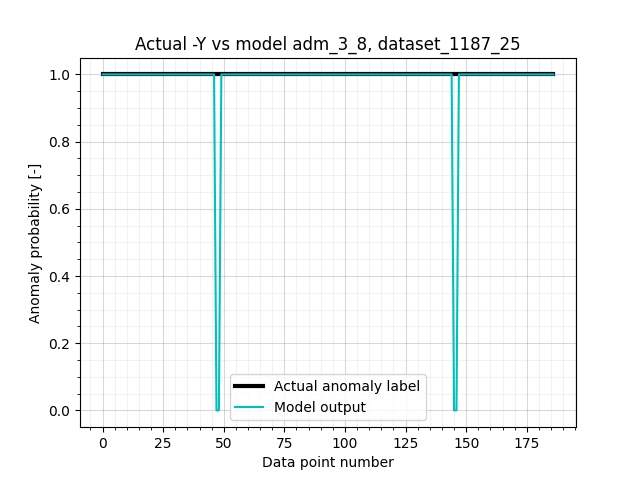 Actual -Y vs model adm_3_8, dataset_1187_25
Anomaly probability [-]
1.0
0.8
0.6
0.4
0.2
0.0
Actual anomaly label
Model output
0 25 50 75 100 125 150 175
Data point number